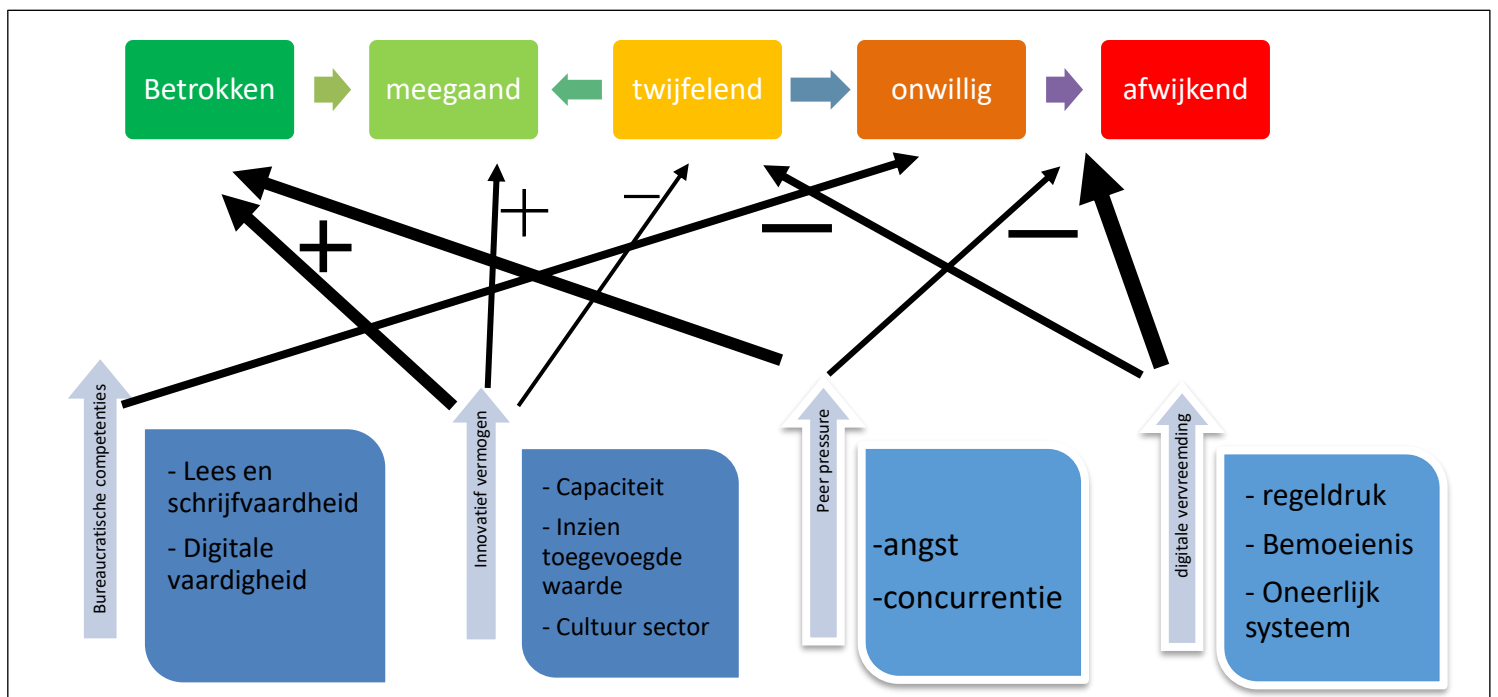 Betrokken
meegaand
twijfelend
onwillig
afwijkend
+
+
−
−
−
Bureaucratische competenties
- Lees en
schrijfvaardheid
- Digitale
vaardigheid
Innovatief vermogen
- Capaciteit
- Inzien
toegevoegde
waarde
- Cultuur sector
Peer pressure
-angst
-concurrentie
digitale vervreemding
- regeldruk
- Bemoeienis
- Oneerlijk
systeem